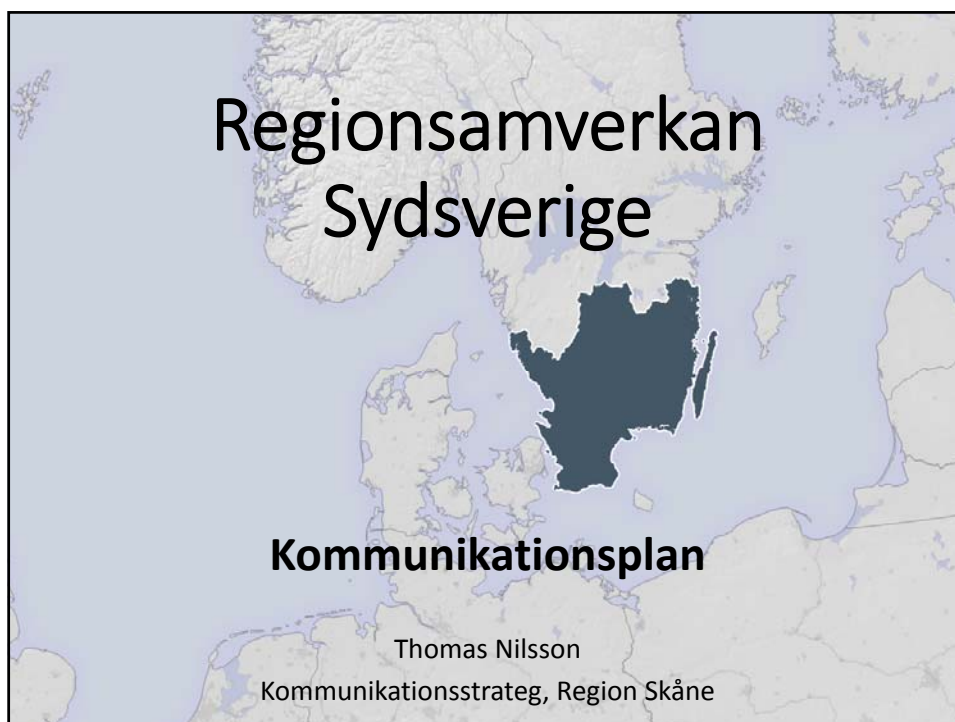 Regionsamverkan
Sydsverige
Kommunikationsplan
Thomas Nilsson
Kommunikationsstrateg, Region Skåne